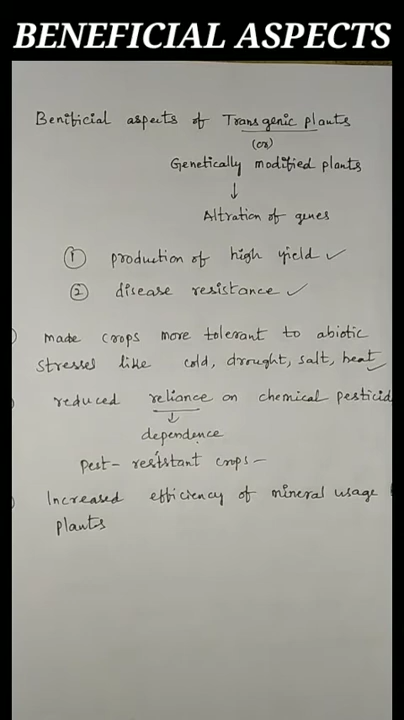 BENEFICIAL ASPECTS
Benificial aspects of Transgenic plants
(or)
Genetically modified plants
↓
Altration of genes
① production of high yield ✓
② disease resistance ✓
made crops more tolerant to abiotic
stresses like cold, drought, salt, heat ✓
reduced reliance on chemical pesticid
↓
dependence
pest- resistant crops –
Increased efficiency of mineral usage
plants